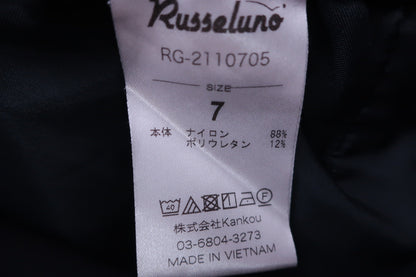 Russeluno
RG-2110705
SIZE
7
本体 ナイロン 88%
ポリウレタン 12%
40
株式会社Kankou
03-6804-3273
MADE IN VIETNAM